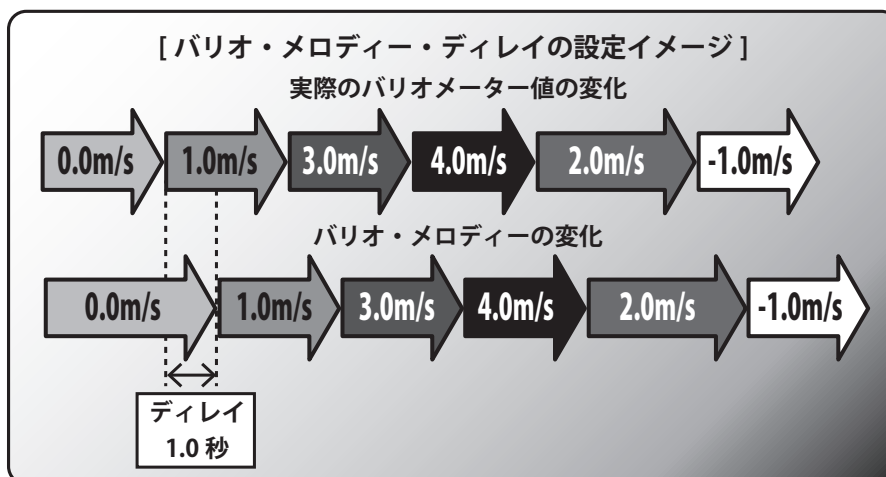 [ バリオ・メロディー・ディレイの設定イメージ ]
実際のバリオメーター値の変化
0.0m/s 1.0m/s 3.0m/s 4.0m/s 2.0m/s -1.0m/s
バリオ・メロディーの変化
0.0m/s 1.0m/s 3.0m/s 4.0m/s 2.0m/s -1.0m/s
ディレイ
1.0 秒